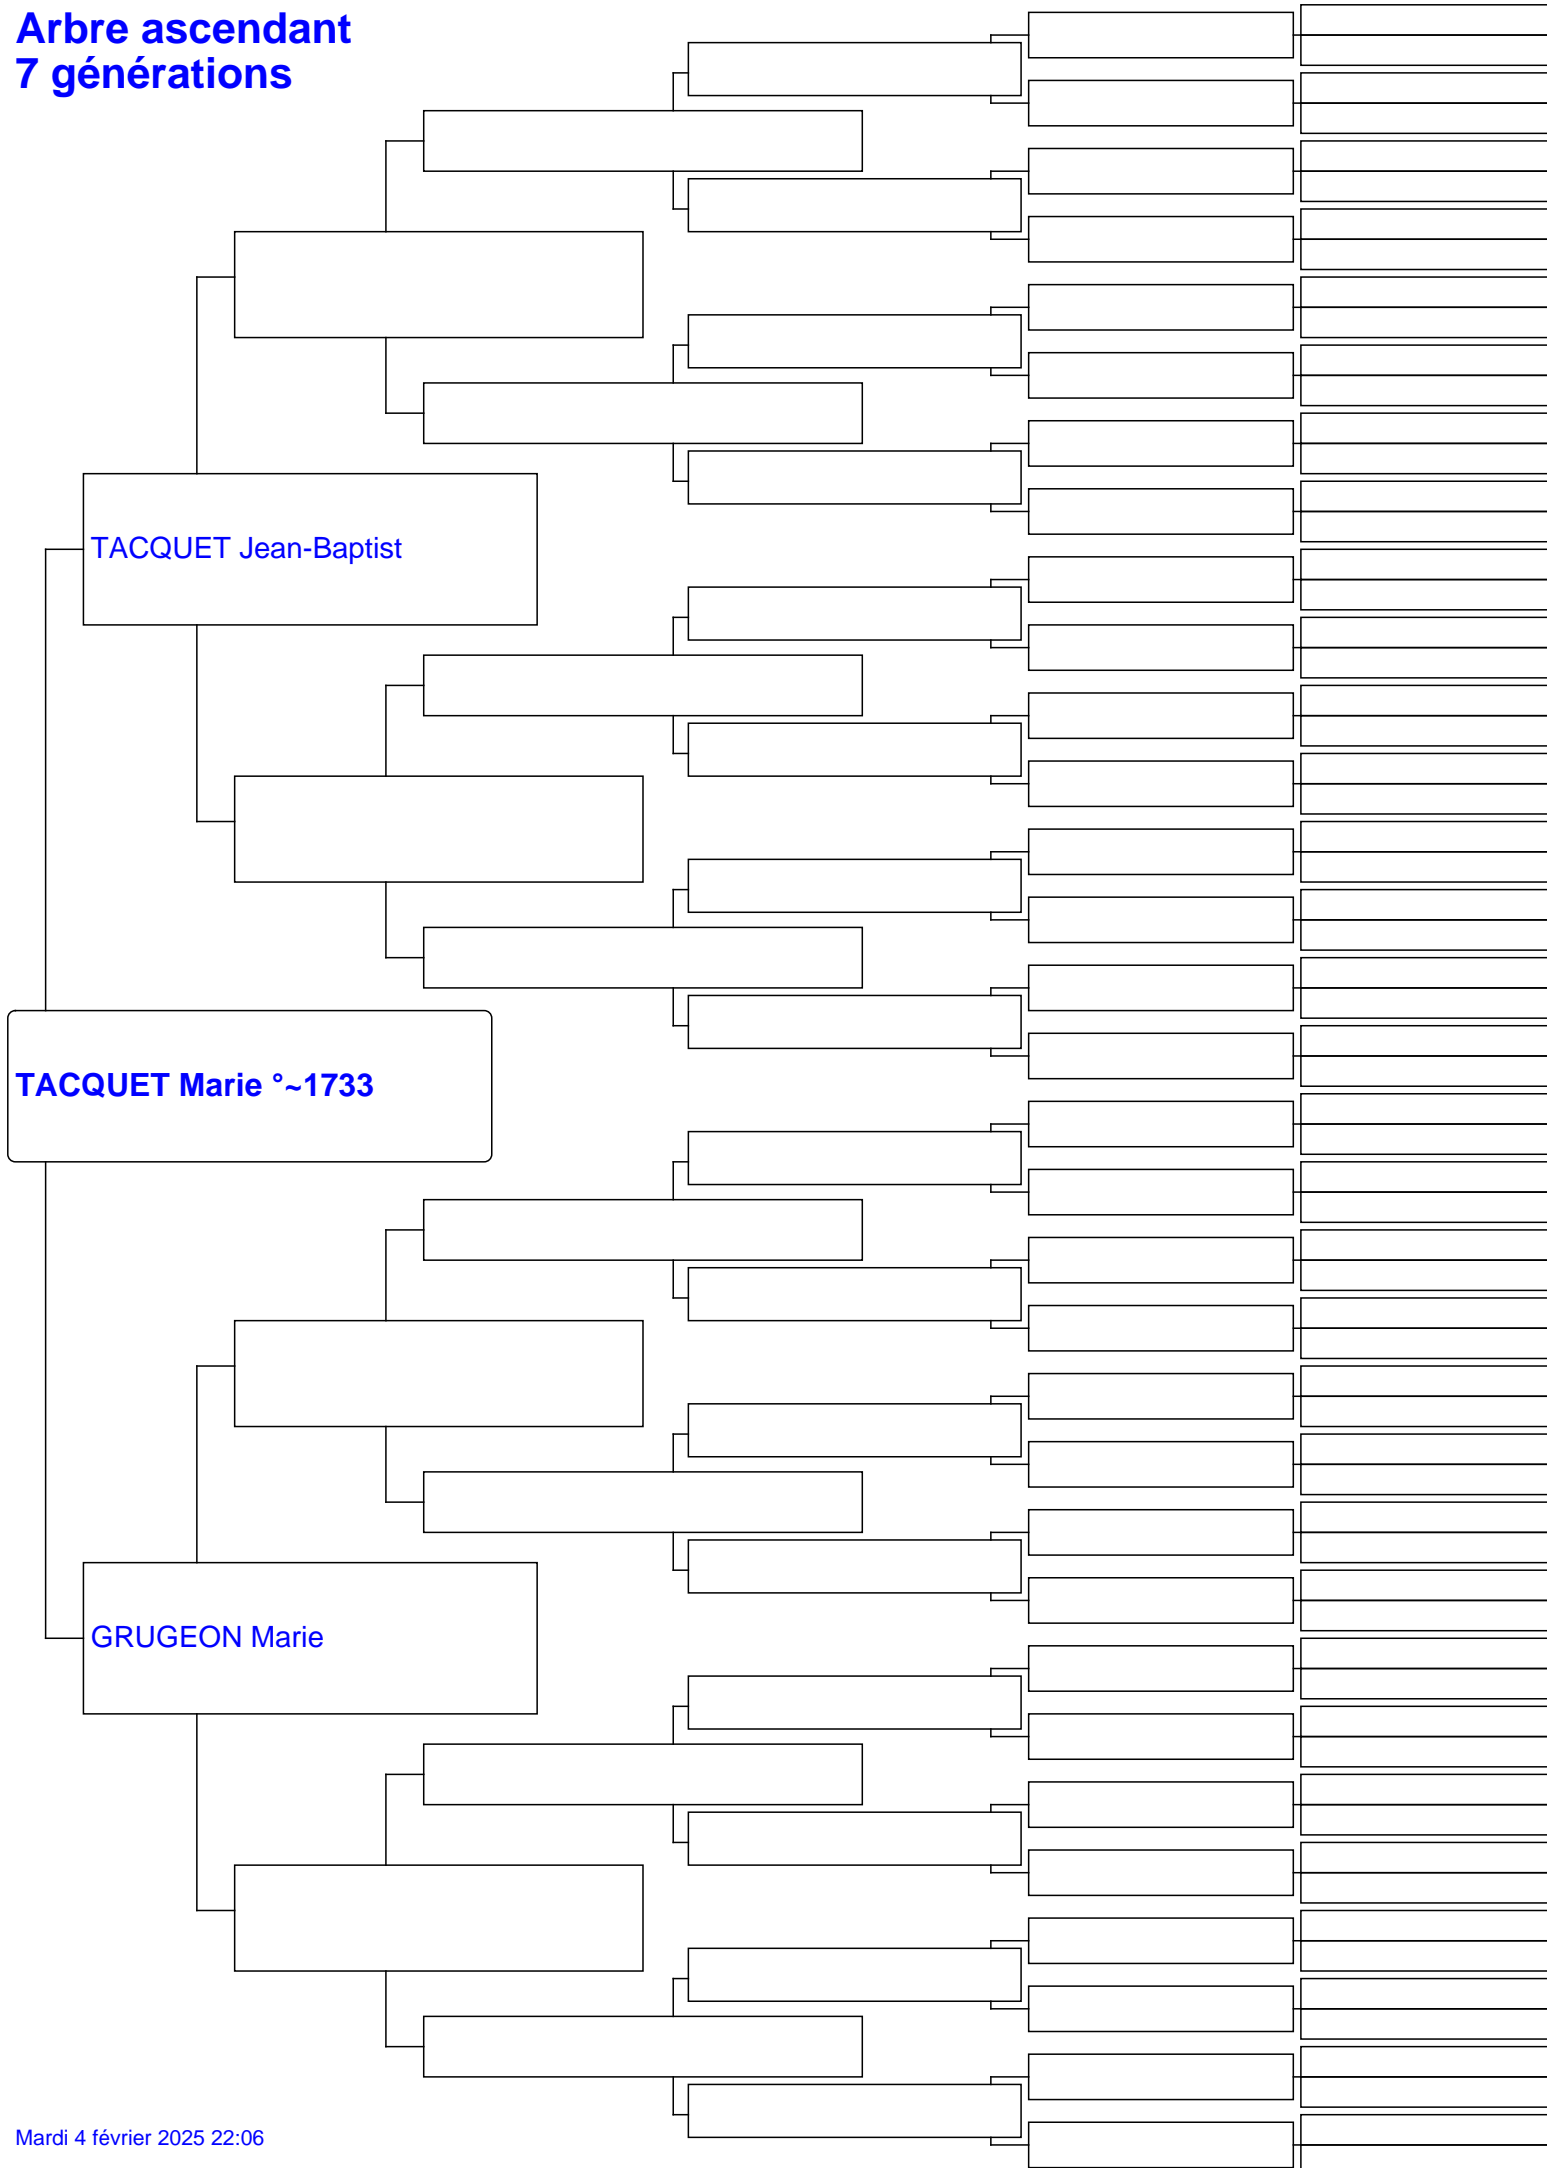 Arbre ascendant
7 générations
TACQUET Jean-Baptist
TACQUET Marie °~1733
GRUGEON Marie
Mardi 4 février 2025 22:06